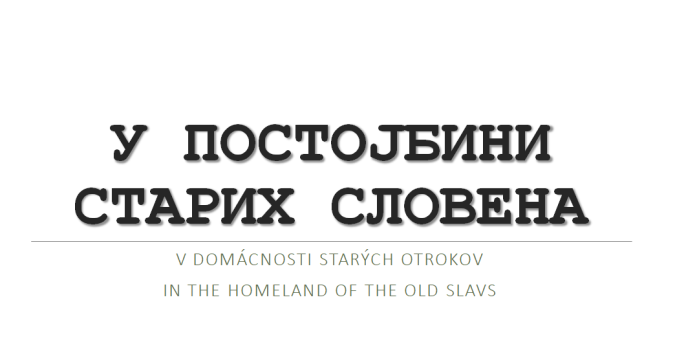 У ПОСТОЈБИНИ
СТАРИХ СЛОВЕНА
V DOMÁCNOSTI STARÝCH OTROKOV
IN THE HOMELAND OF THE OLD SLAVS